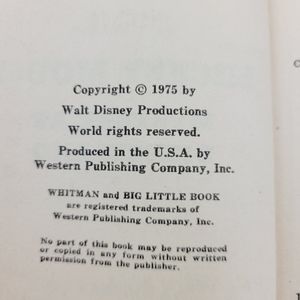 Copyright © 1975 by
Walt Disney Productions
World rights reserved.
Produced in the U.S.A. by
Western Publishing Company, Inc.
WHITMAN and BIG LITTLE BOOK
are registered trademarks of
Western Publishing Company, Inc.
No part of this book may be reproduced
or copied in any form without written
permission from the publisher.